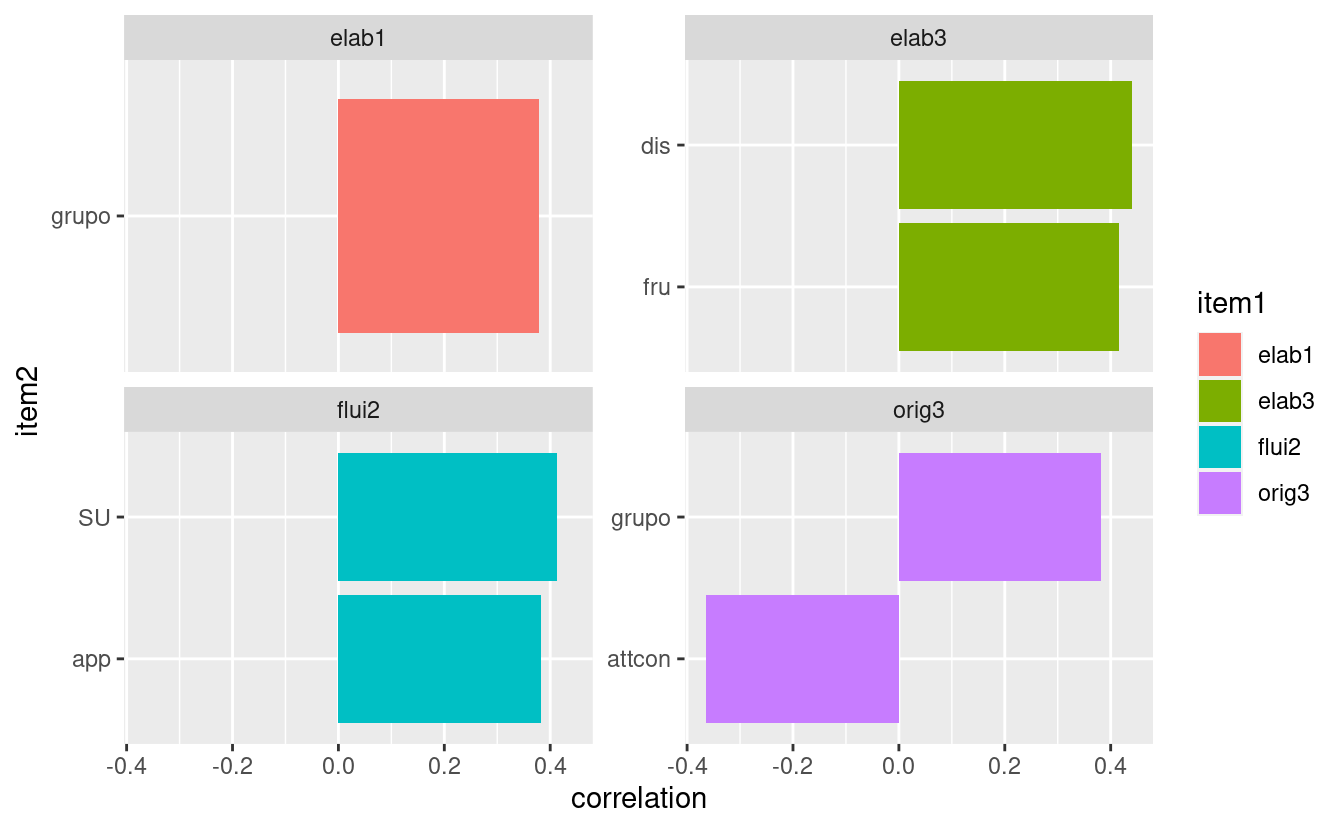 elab1
elab3
grupo
dis
fru
flui2
orig3
SU
app
grupo
attcon
-0.4 -0.2 0.0 0.2 0.4
-0.4 -0.2 0.0 0.2 0.4
correlation
item2
item1
elab1
elab3
flui2
orig3